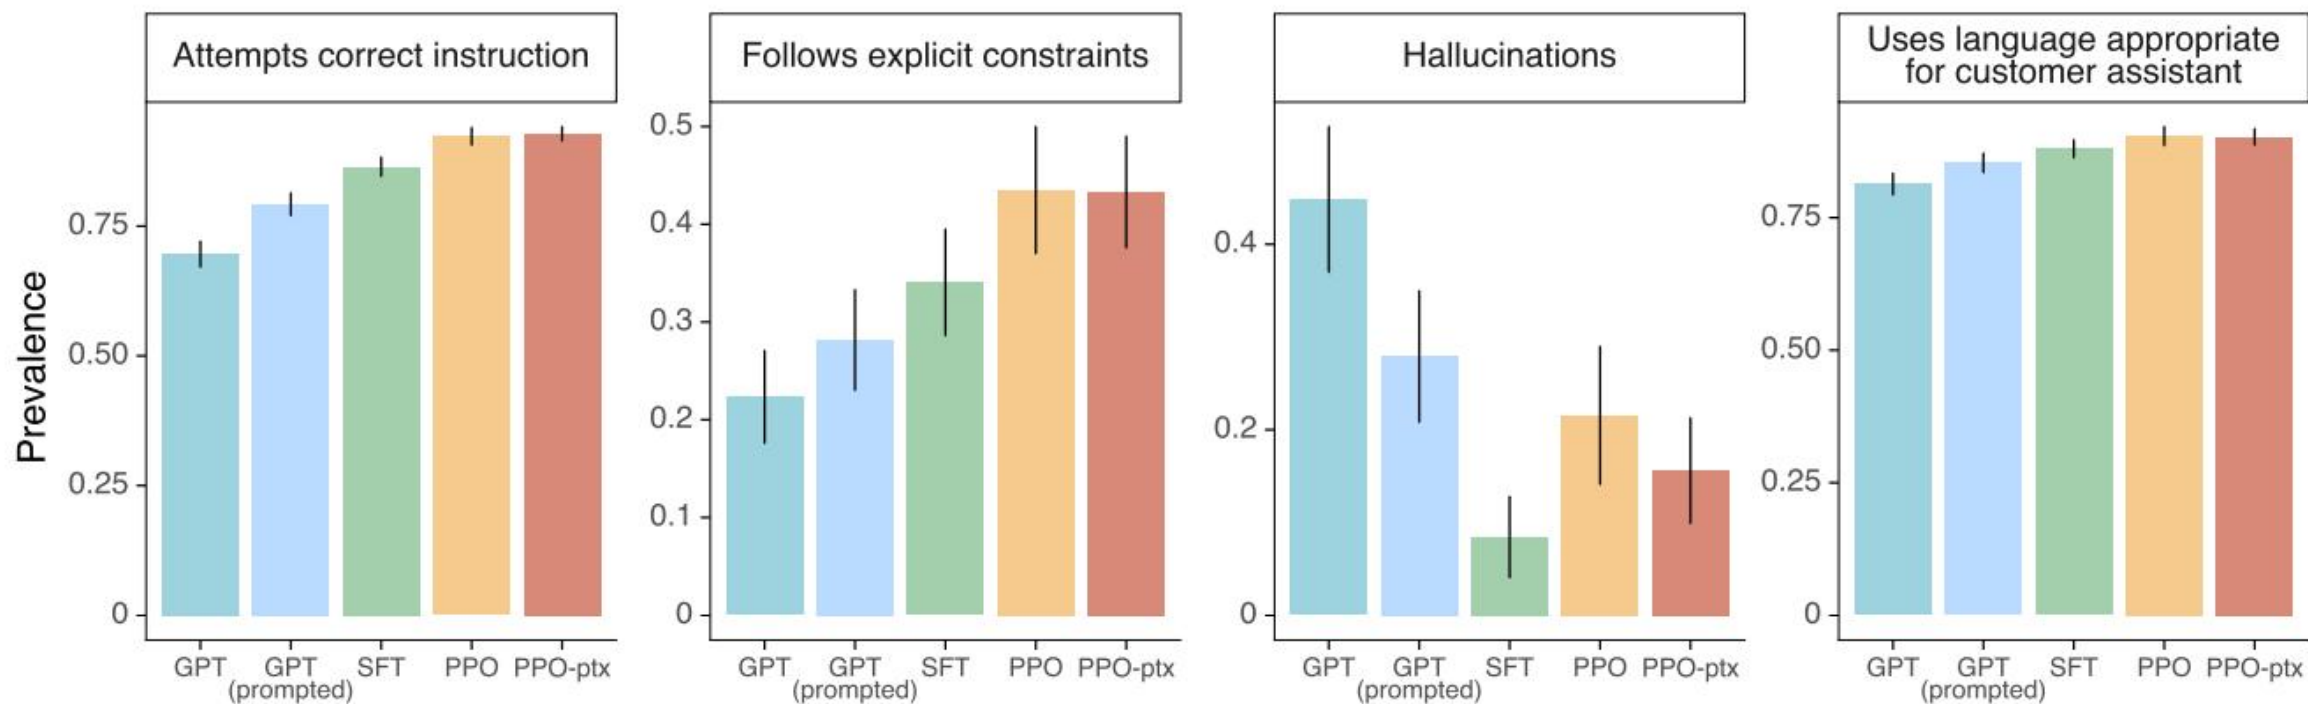 Attempts correct instruction
Follows explicit constraints
Hallucinations
Uses language appropriate
for customer assistant
Prevalence
0.75
0.50
0.25
0
GPT
GPT
(prompted)
SFT
PPO
PPO-ptx
0.5
0.4
0.3
0.2
0.1
0
GPT
GPT
(prompted)
SFT
PPO
PPO-ptx
0.4
0.2
0
GPT
GPT
(prompted)
SFT
PPO
PPO-ptx
0.75
0.50
0.25
0
GPT
GPT
(prompted)
SFT
PPO
PPO-ptx